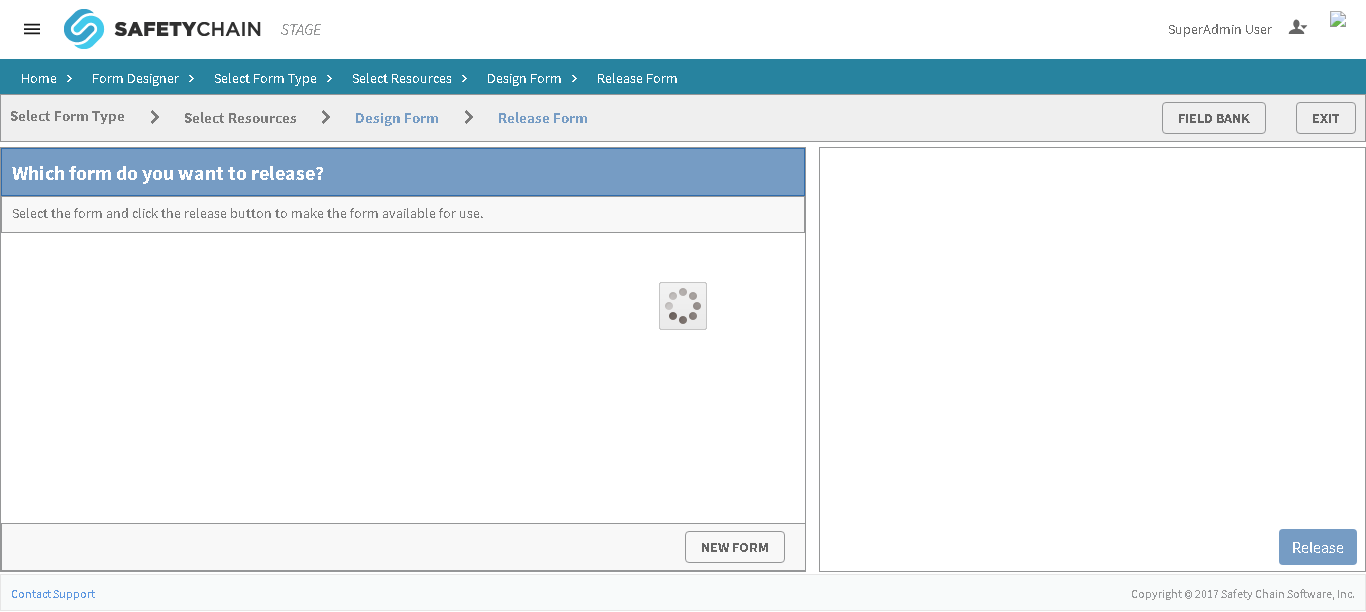 SAFETYCHAIN STAGE SuperAdmin User
Home Form Designer Select Form Type Select Resources Design Form Release Form
Select Form Type Select Resources Design Form Release Form FIELD BANK EXIT
Which form do you want to release?
Select the form and click the release button to make the form available for use.
NEW FORM Release
Contact Support Copyright © 2017 Safety Chain Software, Inc.